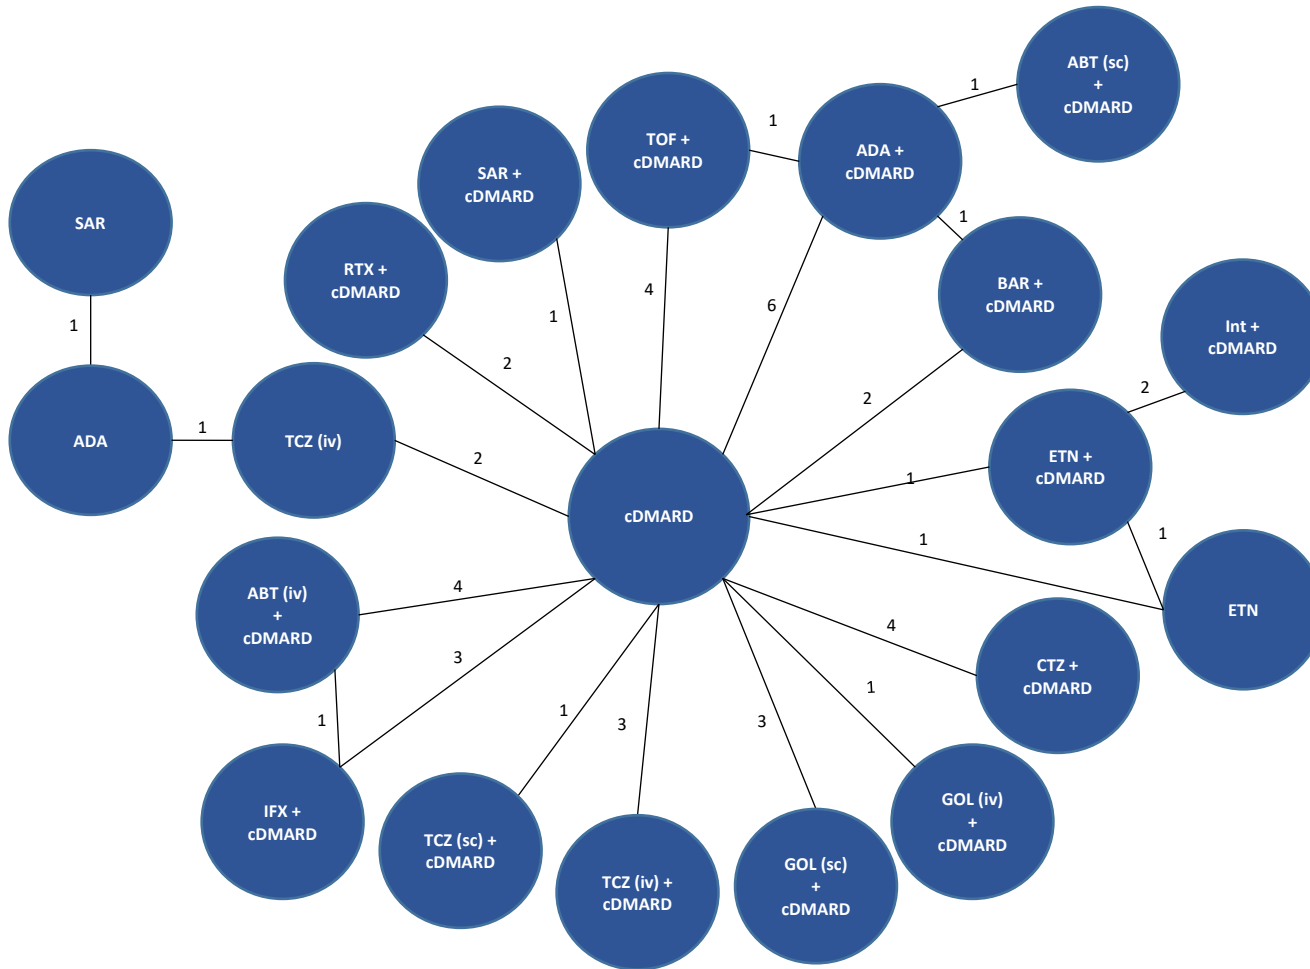 ABT (sc)
+
cDMARD
1
TOF +
cDMARD
1
ADA +
cDMARD
SAR +
cDMARD
SAR
1
RTX +
cDMARD
BAR +
cDMARD
4
6
1
Int +
cDMARD
1
2
2
2
ADA
1
TCZ (iv)
2
ETN +
cDMARD
1
cDMARD
1
1
ABT (iv)
+
cDMARD
4
ETN
4
3
CTZ +
cDMARD
1
1
1
3
3
GOL (iv)
+
cDMARD
IFX +
cDMARD
TCZ (sc) +
cDMARD
GOL (sc)
+
cDMARD
TCZ (iv) +
cDMARD